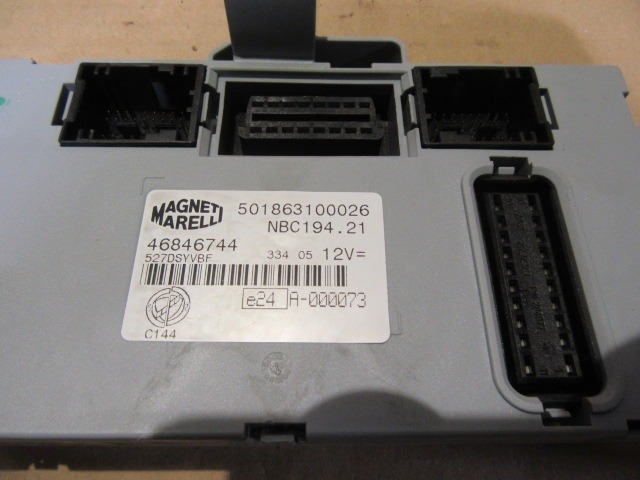 MAGNETI MARELLI
501863100026
NBC194.21
46846744
527DSYVBF
334 05 12V=
e24 A-000073
C144